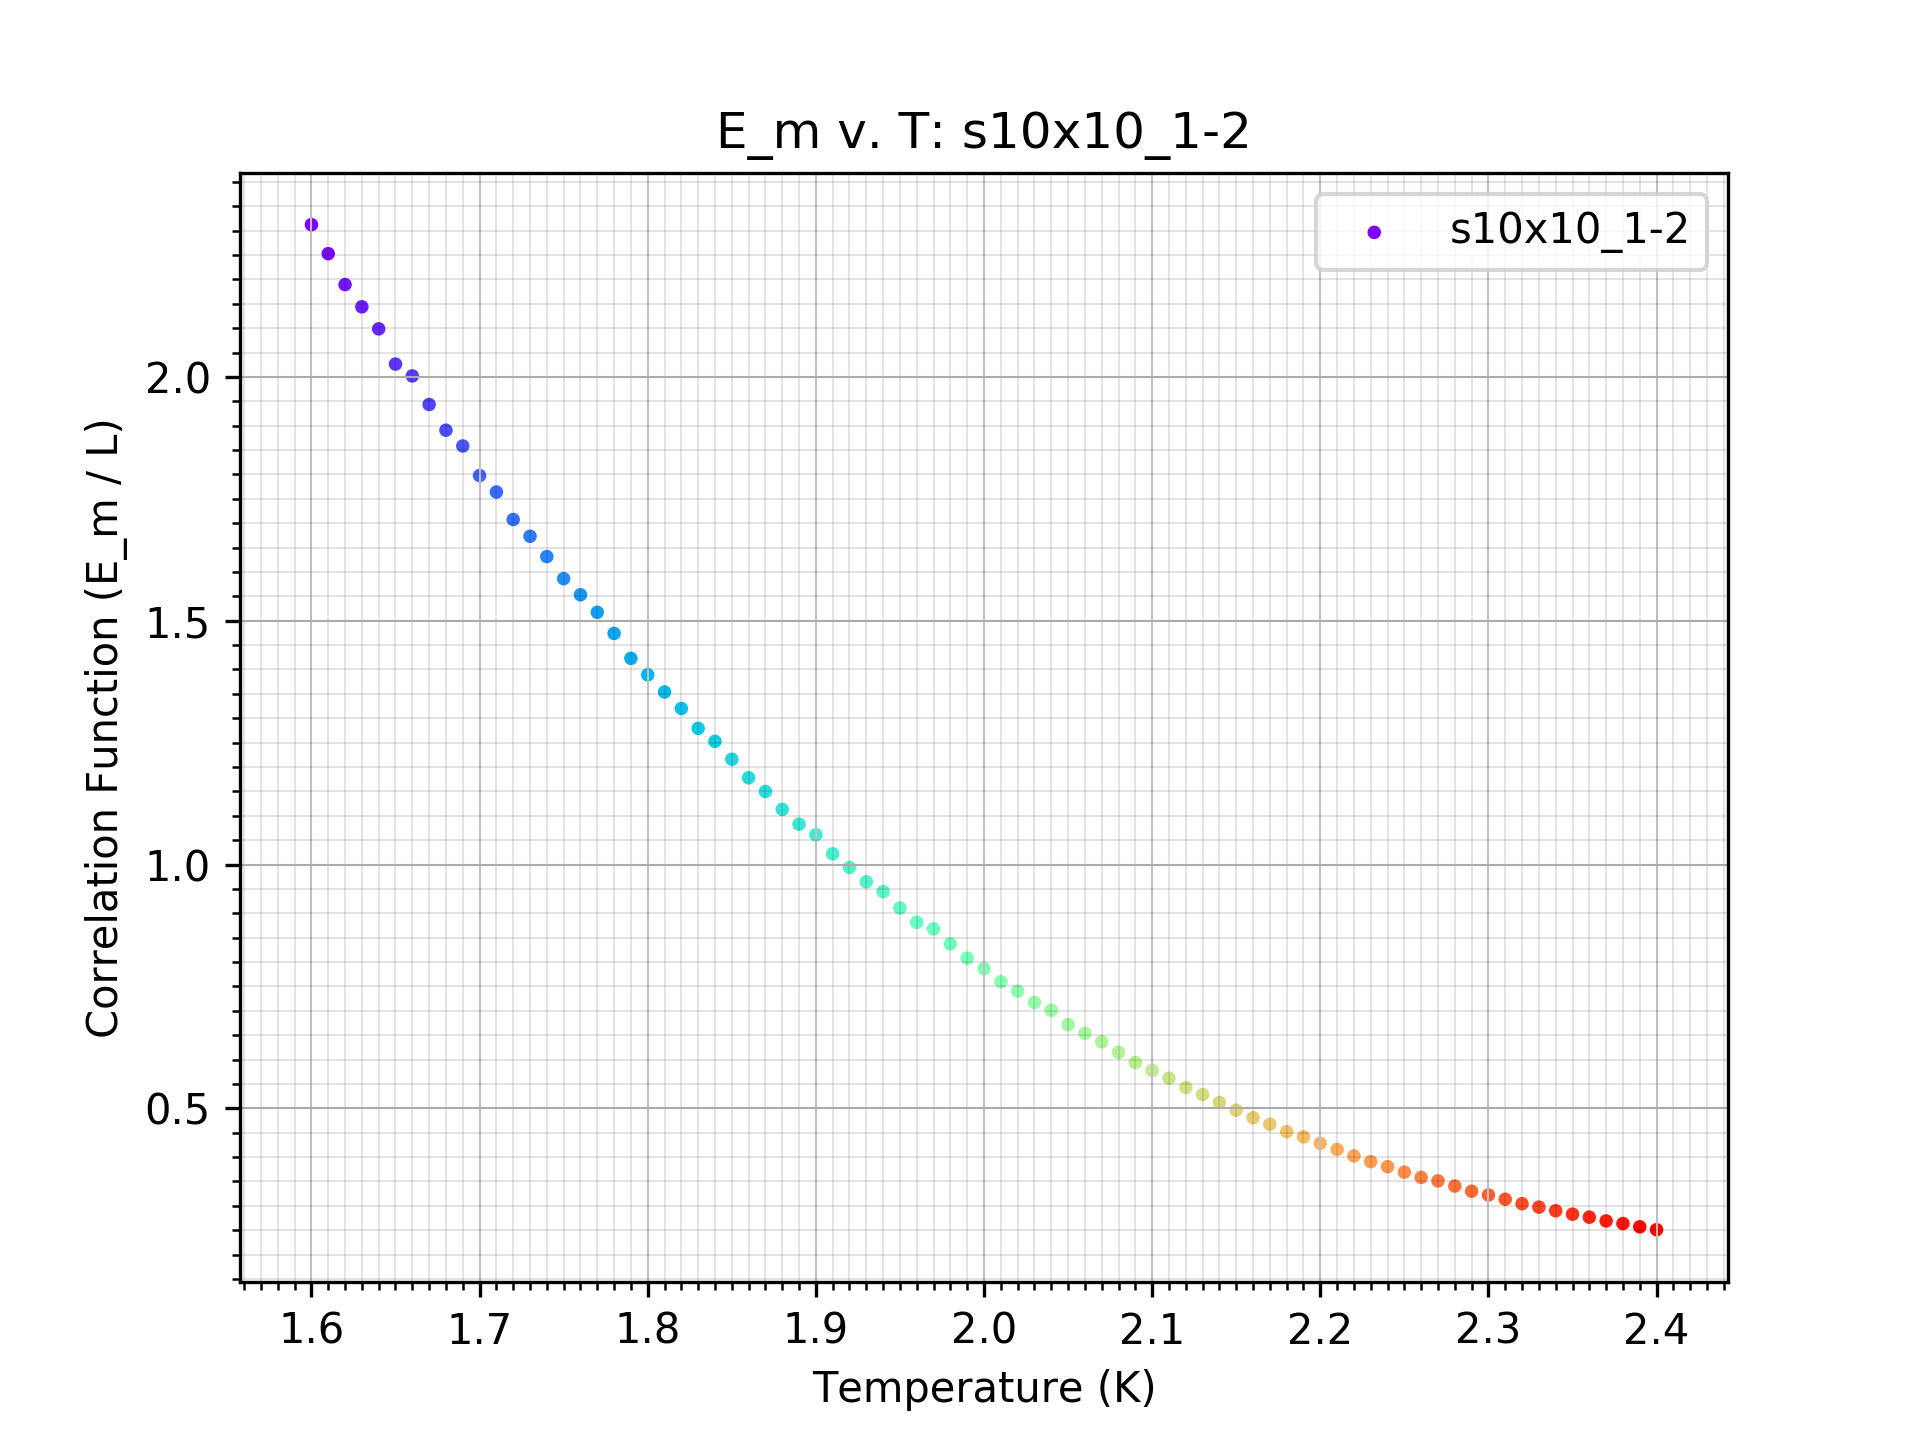 E_m v. T: s10x10_1-2
s10x10_1-2
Correlation Function (E_m / L)
2.0
1.5
1.0
0.5
1.6 1.7 1.8 1.9 2.0 2.1 2.2 2.3 2.4
Temperature (K)